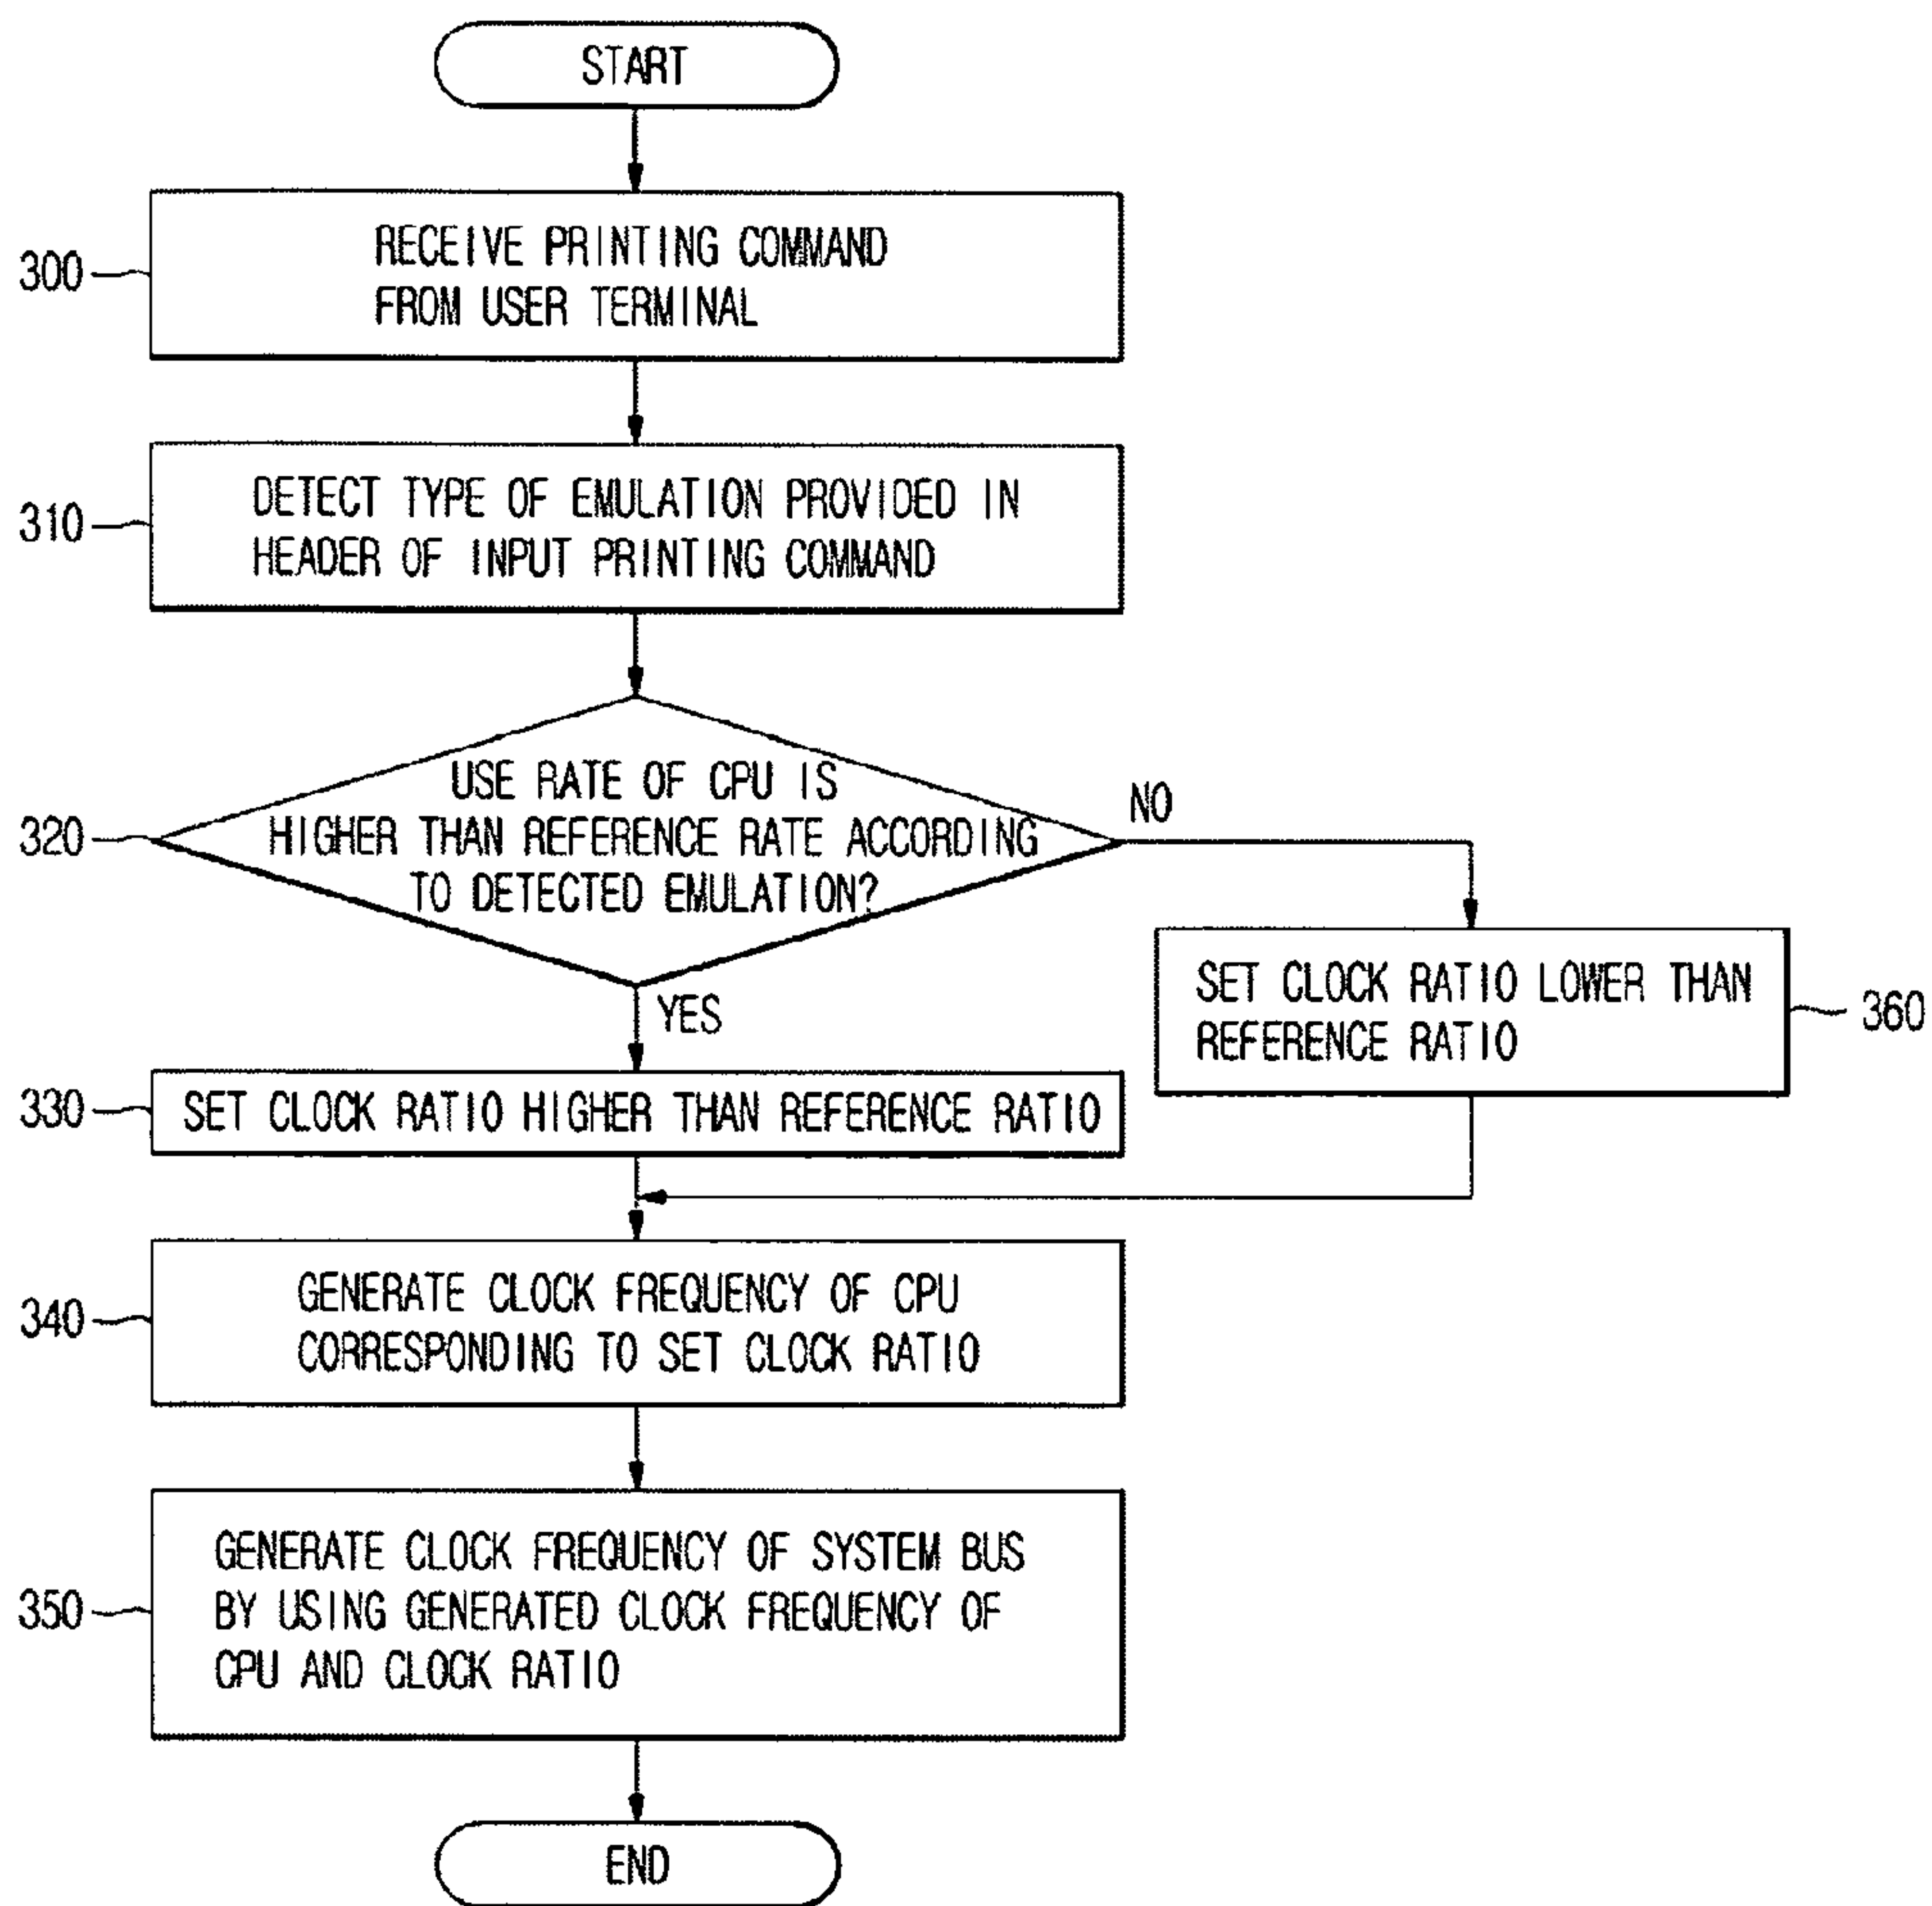 START
300
RECEIVE PRINTING COMMAND
FROM USER TERMINAL
310
DETECT TYPE OF EMULATION PROVIDED IN
HEADER OF INPUT PRINTING COMMAND
320
USE RATE OF CPU IS
HIGHER THAN REFERENCE RATE ACCORDING
TO DETECTED EMULATION?
NO
YES
SET CLOCK RATIO LOWER THAN
REFERENCE RATIO
360
330
SET CLOCK RATIO HIGHER THAN REFERENCE RATIO
340
GENERATE CLOCK FREQUENCY OF CPU
CORRESPONDING TO SET CLOCK RATIO
350
GENERATE CLOCK FREQUENCY OF SYSTEM BUS
BY USING GENERATED CLOCK FREQUENCY OF
CPU AND CLOCK RATIO
END